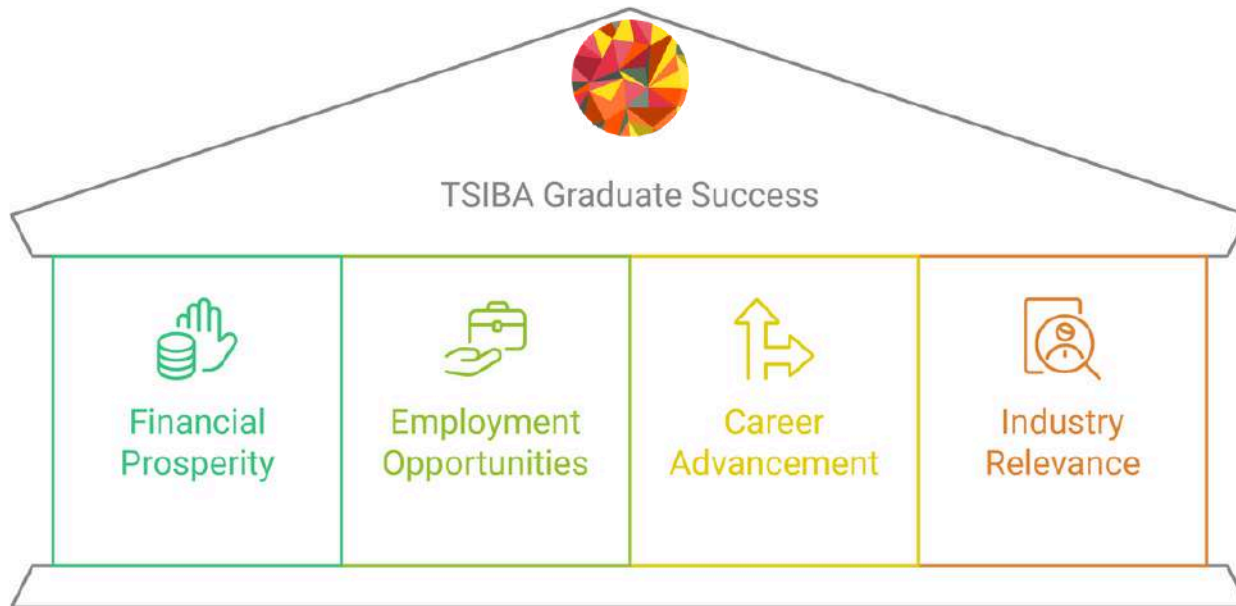 TSIBA Graduate Success
Financial
Prosperity
Employment
Opportunities
Career
Advancement
Industry
Relevance